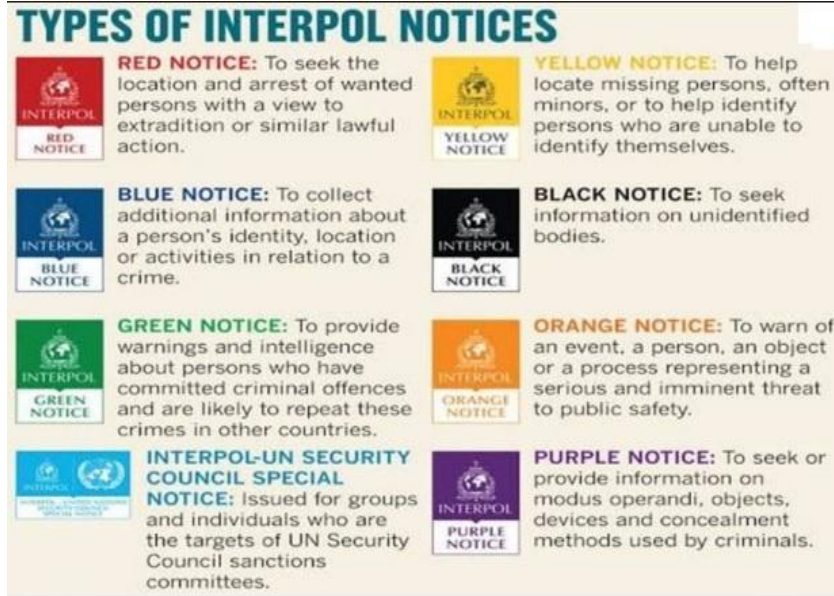 TYPES OF INTERPOL NOTICES
INTERPOL
RED
NOTICE
RED NOTICE: To seek the
location and arrest of wanted
persons with a view to
extradition or similar lawful
action.
INTERPOL
YELLOW
NOTICE
YELLOW NOTICE: To help
locate missing persons, often
minors, or to help identify
persons who are unable to
identify themselves.
INTERPOL
BLUE
NOTICE
BLUE NOTICE: To collect
additional information about
a person's identity, location
or activities in relation to a
crime.
INTERPOL
BLACK
NOTICE
BLACK NOTICE: To seek
information on unidentified
bodies.
INTERPOL
GREEN
NOTICE
GREEN NOTICE: To provide
warnings and intelligence
about persons who have
committed criminal offences
and are likely to repeat these
crimes in other countries.
INTERPOL
ORANGE
NOTICE
ORANGE NOTICE: To warn of
an event, a person, an object
or a process representing a
serious and imminent threat
to public safety.
INTERPOL
INTERPOL - UNITED NATIONS
SECURITY COUNCIL
SPECIAL NOTICE
INTERPOL-UN SECURITY
COUNCIL SPECIAL
NOTICE: Issued for groups
and individuals who are
the targets of UN Security
Council sanctions
committees.
INTERPOL
PURPLE
NOTICE
PURPLE NOTICE: To seek or
provide information on
modus operandi, objects,
devices and concealment
methods used by criminals.